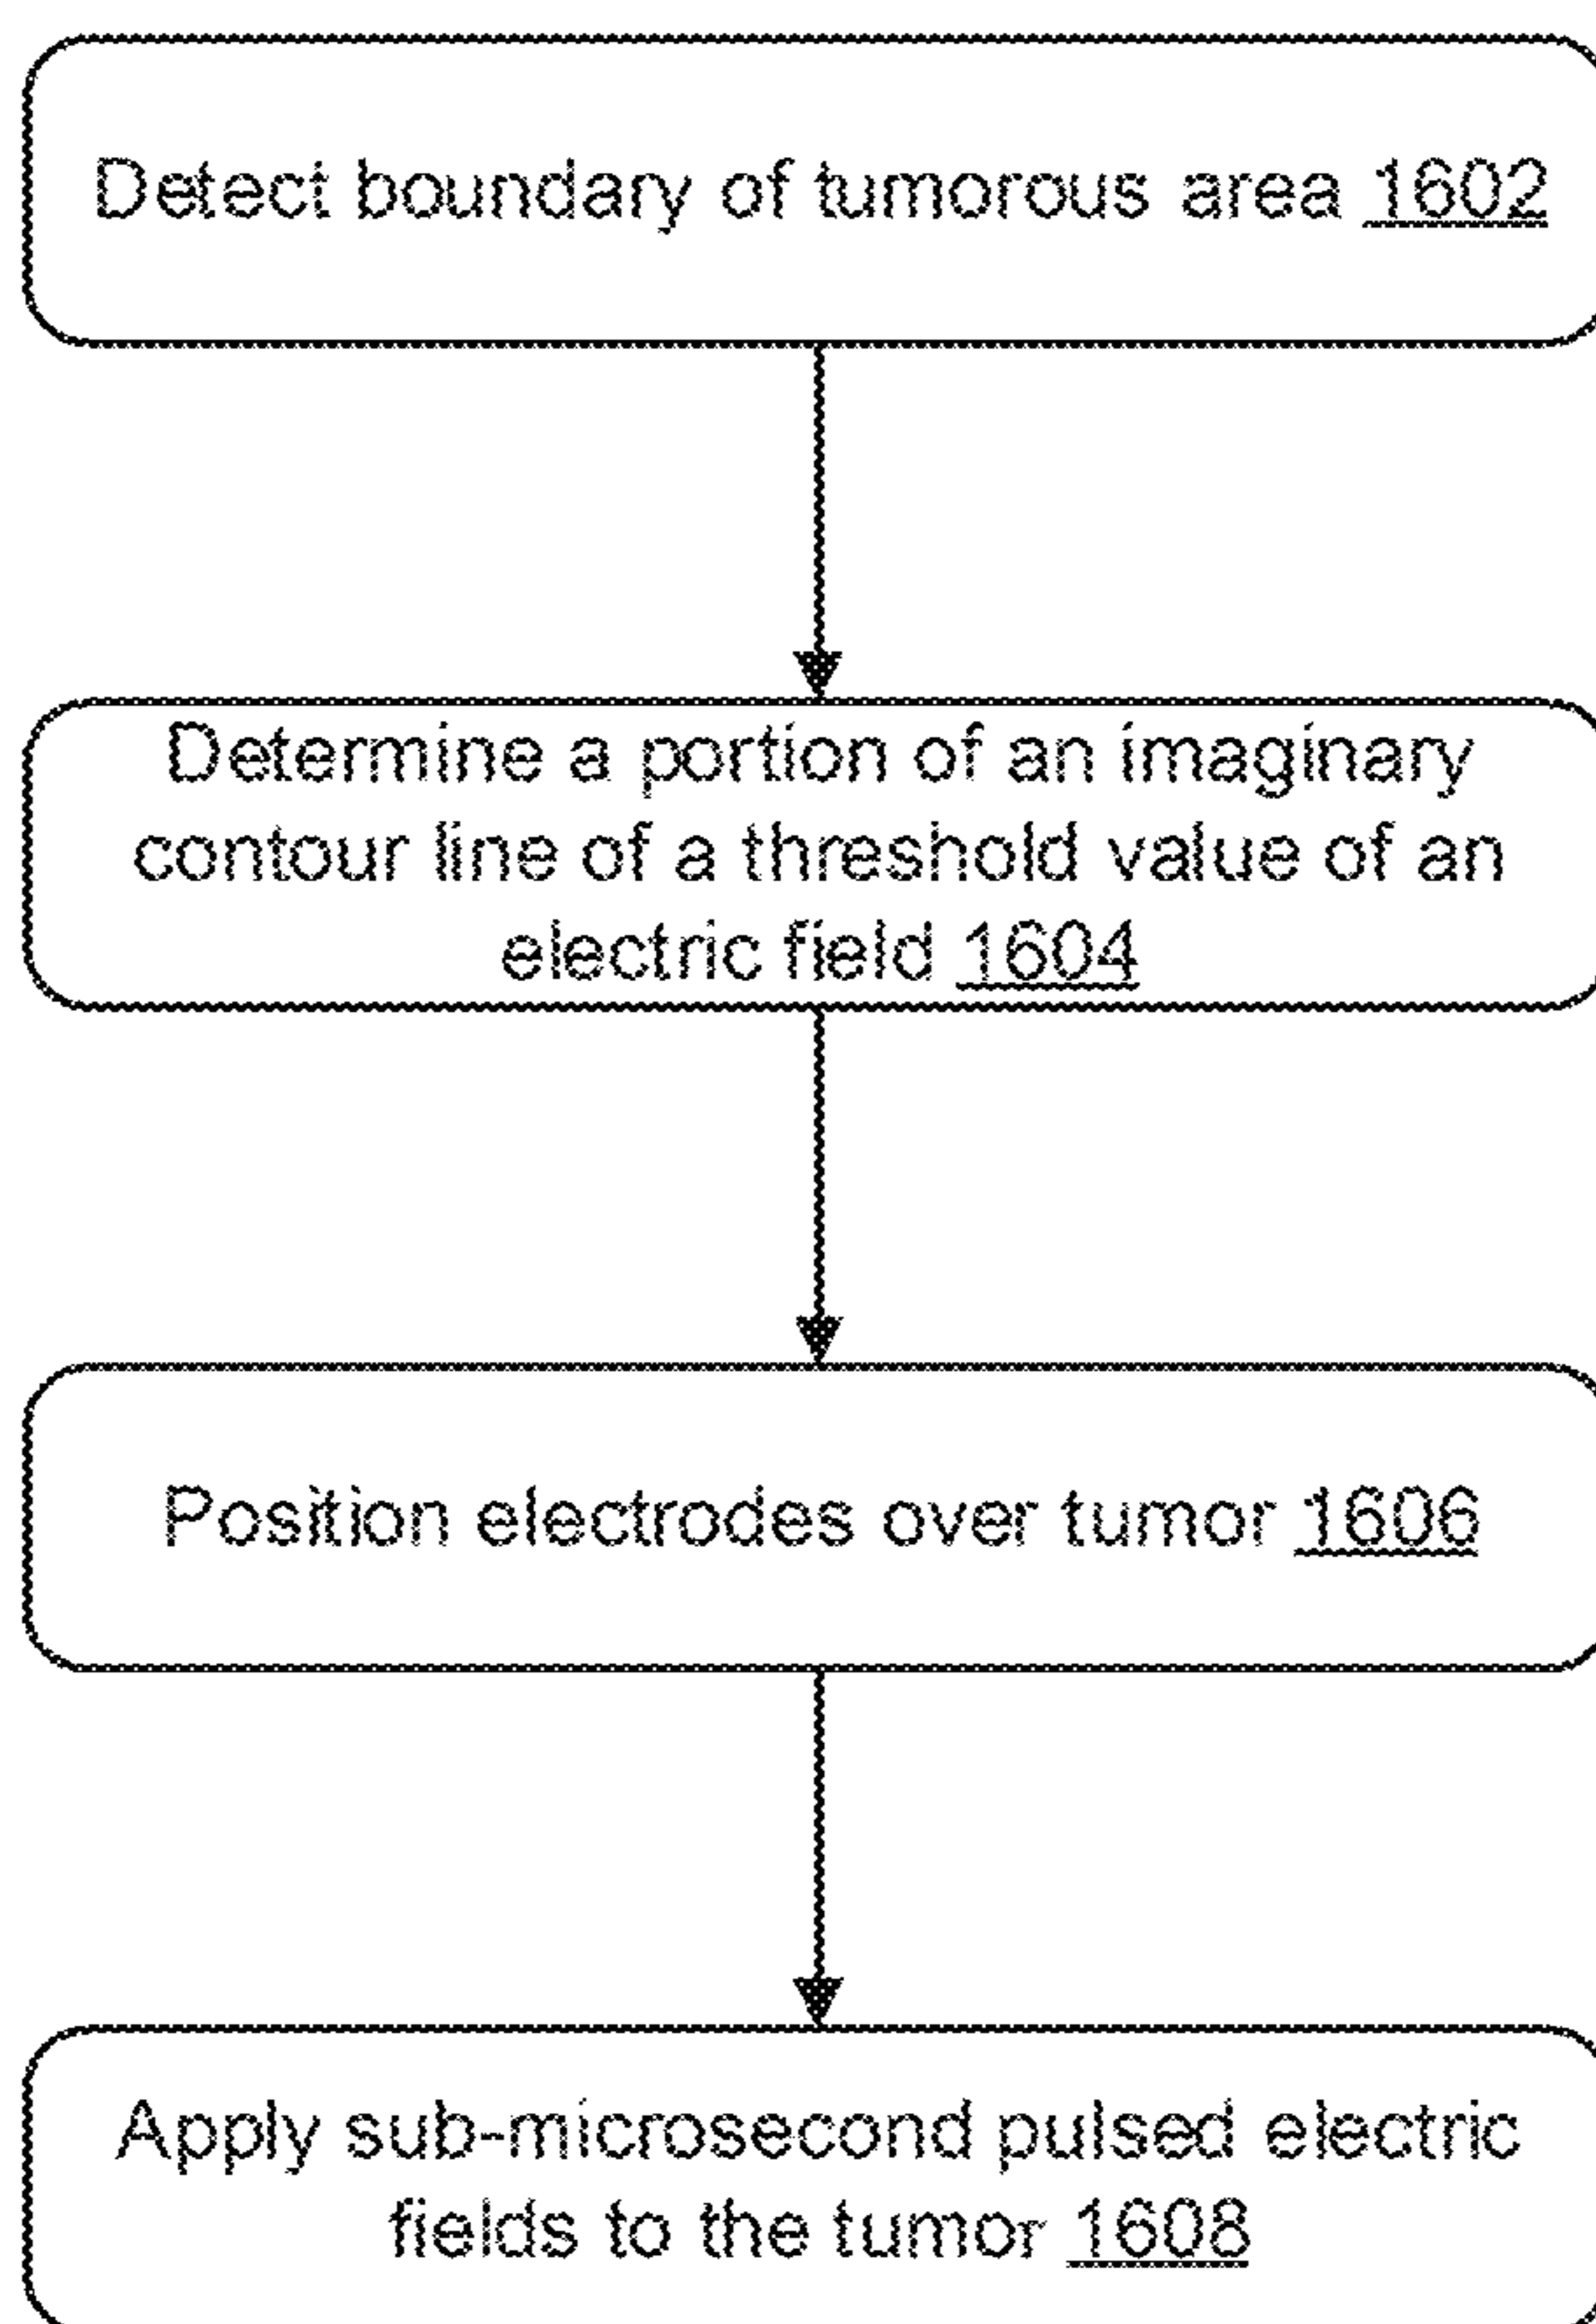 Detect boundary of tumorous area 1602
Determine a portion of an imaginary
contour line of a threshold value of an
electric field 1604
Position electrodes over tumor 1606
Apply sub-microsecond pulsed electric
fields to the tumor 1608